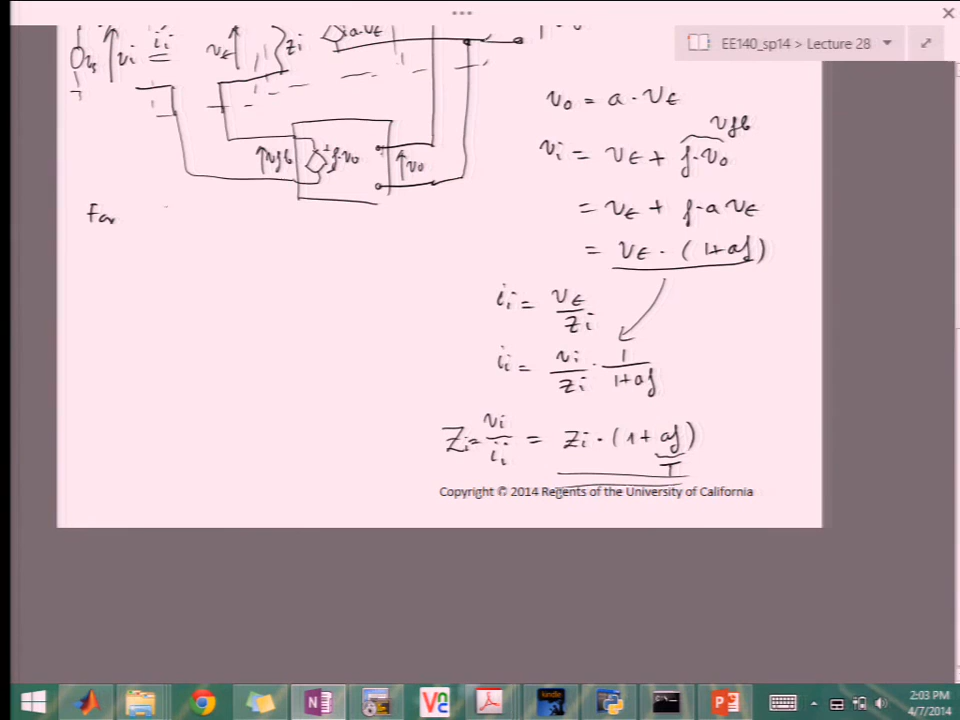 EE140_sp14 > Lecture 28
vi
ii
vε
zi
a·vε
vfb
f·vo
vo
For
vo = a · vε
vfb
vi = vε + f·vo
= vε + f·a vε
= vε · (1+af)
ii = vε/zi
ii = vi/zi · 1/1+af
Zi = vi/ii = zi · (1+af)
T
Copyright © 2014 Regents of the University of California
2:03 PM
4/7/2014